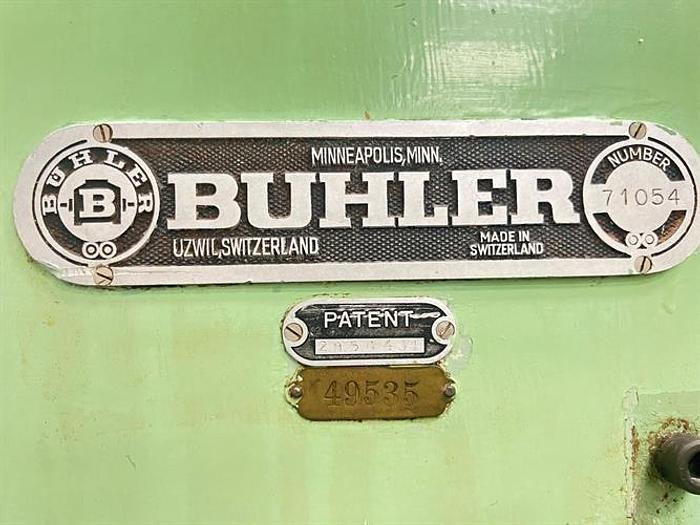 BUHLER
B
MINNEAPOLIS, MINN.
BUHLER
UZWIL, SWITZERLAND
MADE IN
SWITZERLAND
NUMBER
71054
PATENT
49535